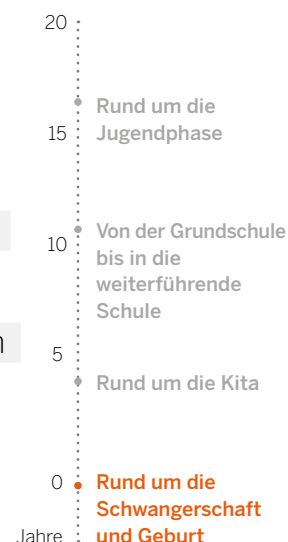 20
Rund um die
15 Jugendphase
Von der Grundschule
10
bis in die
weiterführende
n
Schule
5
Rund um die Kita
0 Rund um die
Schwangerschaft
Jahre und Geburt